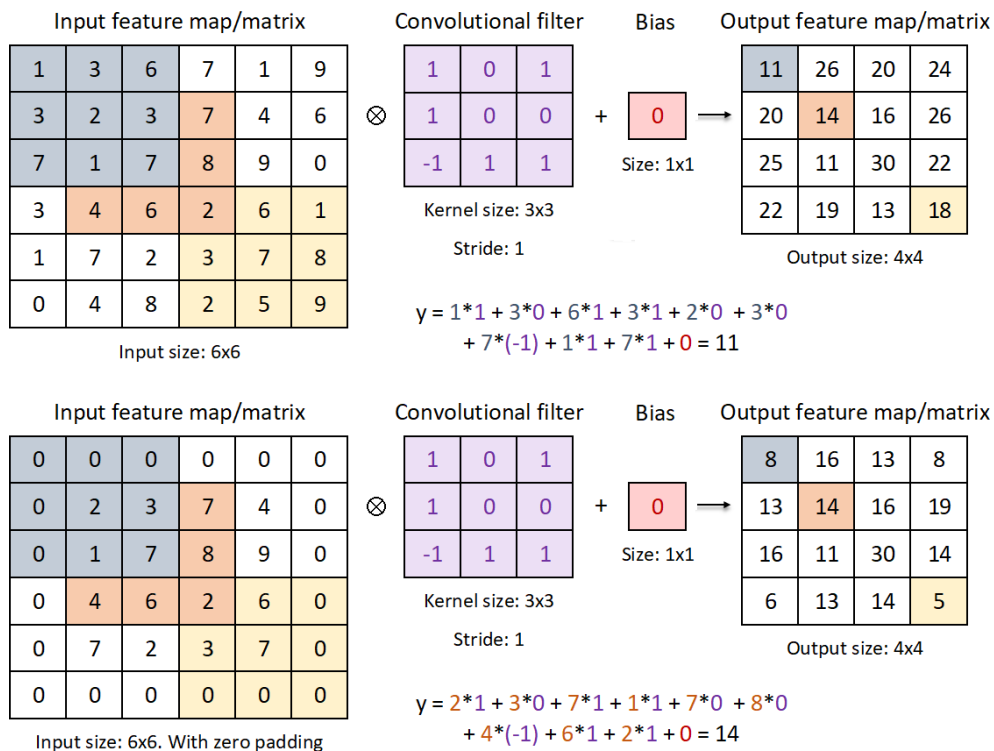 Input feature map/matrix Convolutional filter Bias Output feature map/matrix
1 3 6 7 1 9 1 0 1 11 26 20 24
3 2 3 7 4 6 ⊗ 1 0 0 + 0 → 20 14 16 26
7 1 7 8 9 0 -1 1 1 Size: 1x1 25 11 30 22
3 4 6 2 6 1 Kernel size: 3x3 22 19 13 18
1 7 2 3 7 8 Stride: 1 Output size: 4x4
0 4 8 2 5 9 y = 1*1 + 3*0 + 6*1 + 3*1 + 2*0 + 3*0
Input size: 6x6 + 7*(-1) + 1*1 + 7*1 + 0 = 11
Input feature map/matrix Convolutional filter Bias Output feature map/matrix
0 0 0 0 0 0 1 0 1 8 16 13 8
0 2 3 7 4 0 ⊗ 1 0 0 + 0 → 13 14 16 19
0 1 7 8 9 0 -1 1 1 Size: 1x1 16 11 30 14
0 4 6 2 6 0 Kernel size: 3x3 6 13 14 5
0 7 2 3 7 0 Stride: 1 Output size: 4x4
0 0 0 0 0 0 y = 2*1 + 3*0 + 7*1 + 1*1 + 7*0 + 8*0
Input size: 6x6. With zero padding + 4*(-1) + 6*1 + 2*1 + 0 = 14